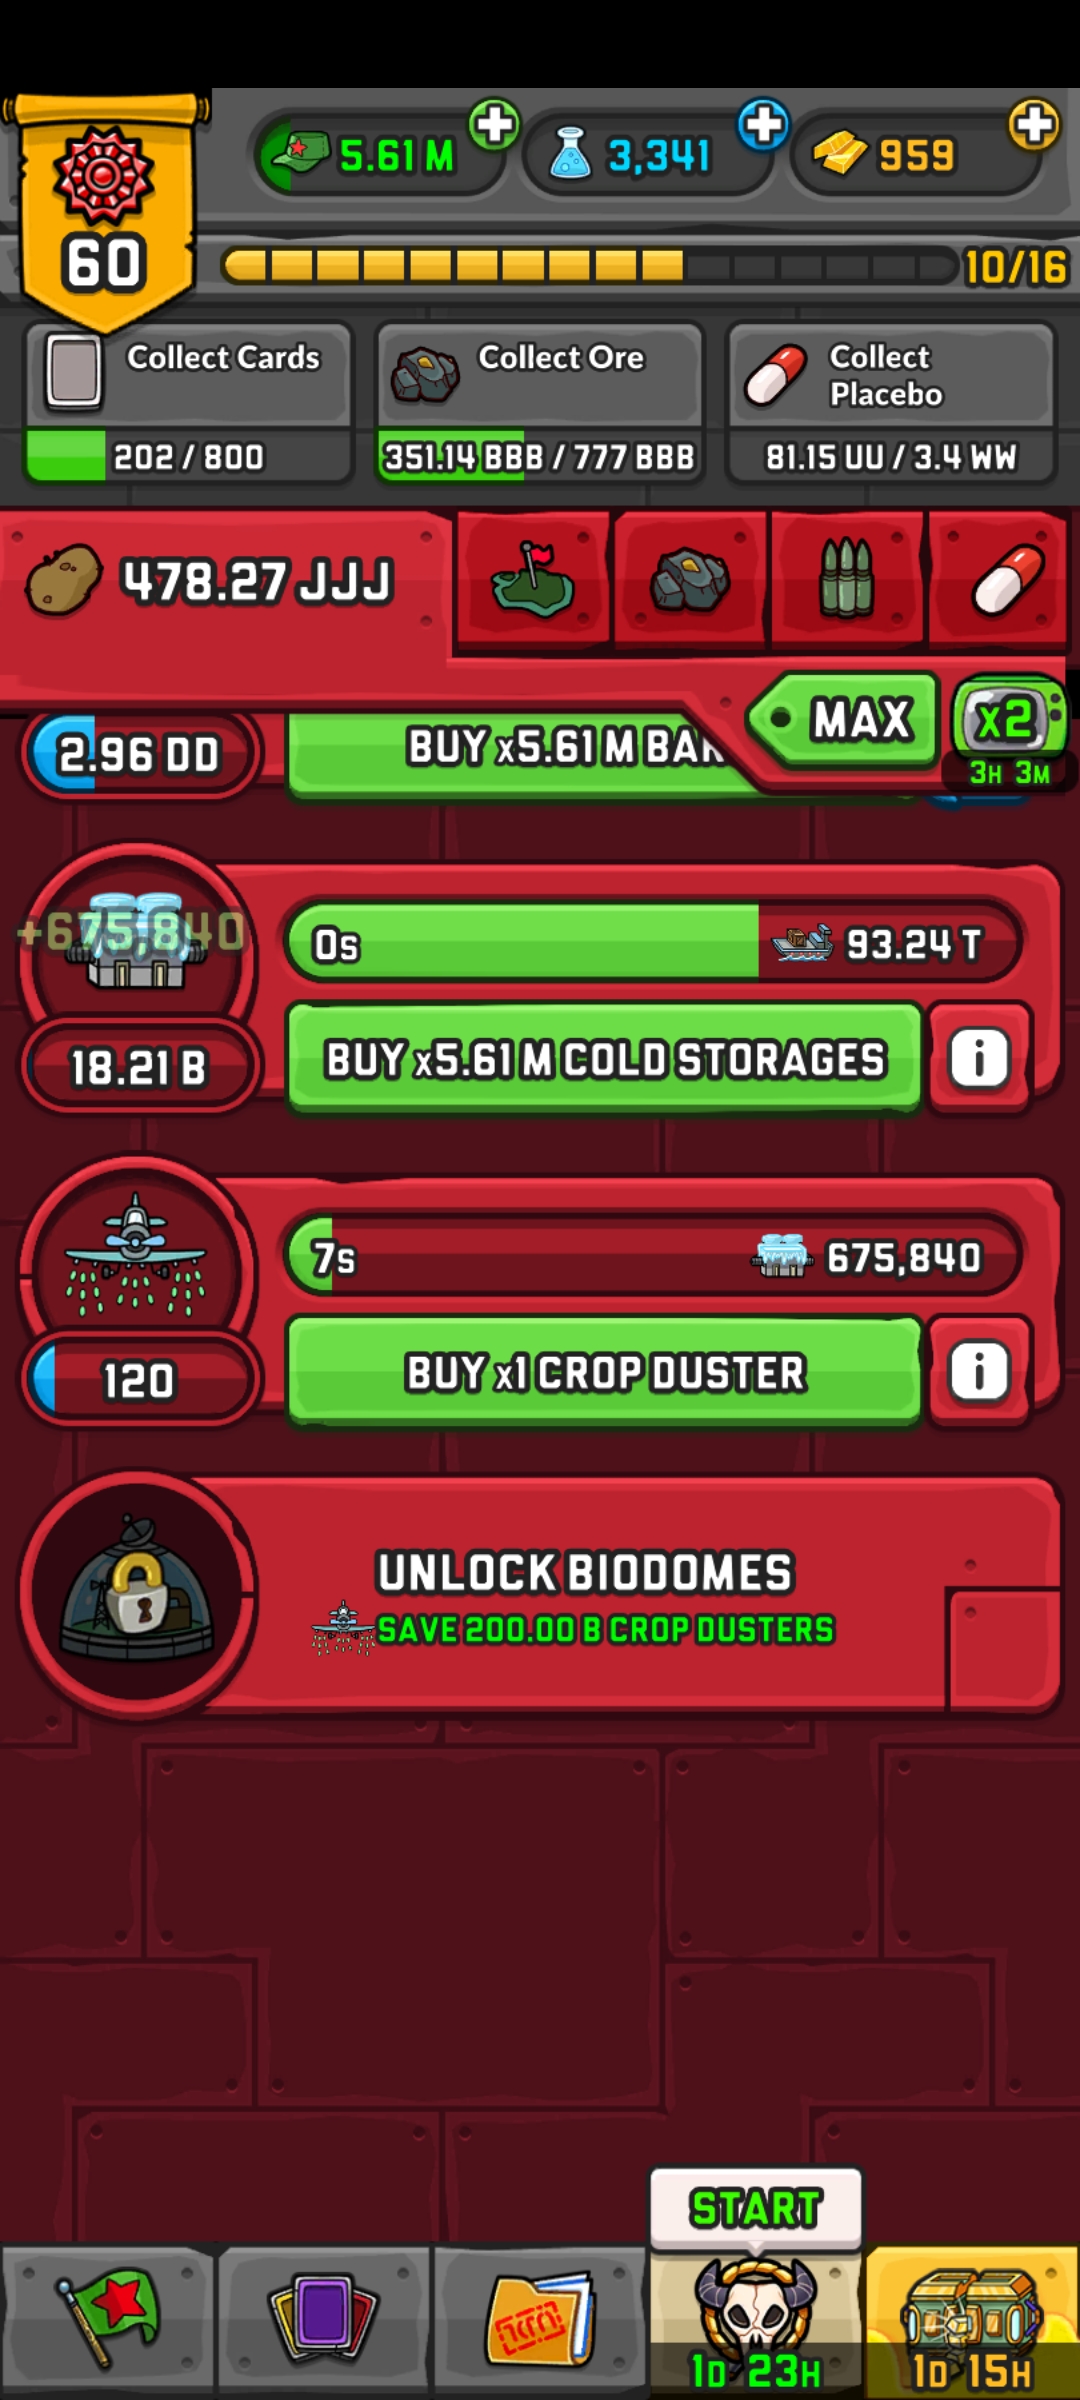 5.61 M
3,341
959
60
10/16
Collect Cards
202 / 800
Collect Ore
351.14 BBB / 777 BBB
Collect
Placebo
81.15 UU / 3.4 WW
478.27 JJJ
MAX
x2
3H 3M
2.96 DD
BUY x5.61 M
+675,840
0s
93.24 T
18.21 B
BUY x5.61 M COLD STORAGES
i
7s
675,840
120
BUY x1 CROP DUSTER
i
UNLOCK BIODOMES
SAVE 200.00 B CROP DUSTERS
START
1D 23H
1D 15H